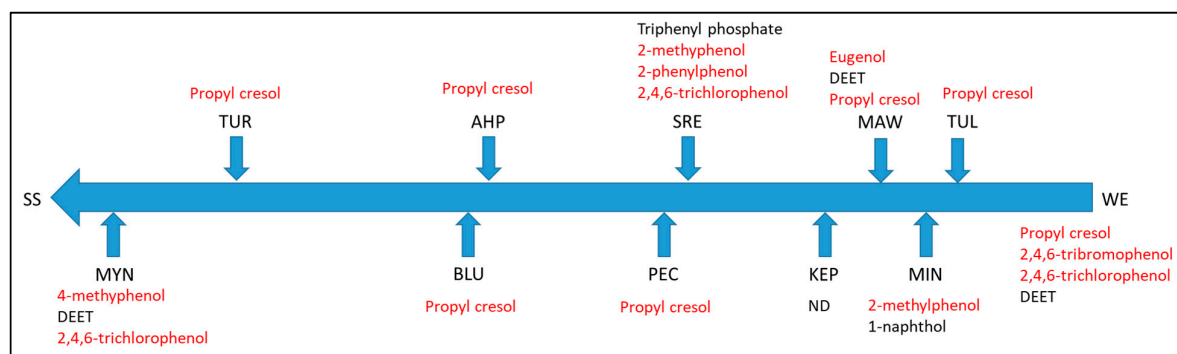 Triphenyl phosphate
2-methyphenol
2-phenylphenol
2,4,6-trichlorophenol
SRE
Eugenol
DEET
Propyl cresol
MAW
Propyl cresol
TUR
Propyl cresol
AHP
Propyl cresol
TUL
SS
WE
MYN
4-methyphenol
DEET
2,4,6-trichlorophenol
BLU
Propyl cresol
PEC
Propyl cresol
KEP
ND
MIN
2-methylphenol
1-naphthol
Propyl cresol
2,4,6-tribromophenol
2,4,6-trichlorophenol
DEET